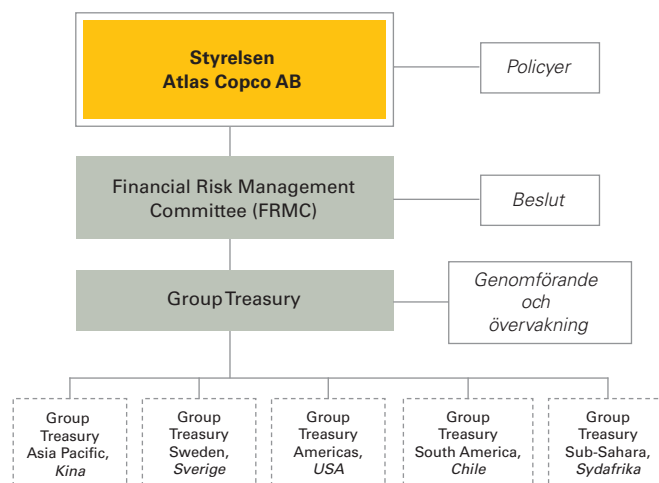 Styrelsen
Atlas Copco AB
Policyer
Financial Risk Management
Committee (FRMC)
Beslut
Group Treasury
Genomförande
och
övervakning
Group
Treasury
Asia Pacific,
Kina
Group
Treasury
Sweden,
Sverige
Group
Treasury
Americas,
USA
Group
Treasury
South America,
Chile
Group
Treasury
Sub-Sahara,
Sydafrika